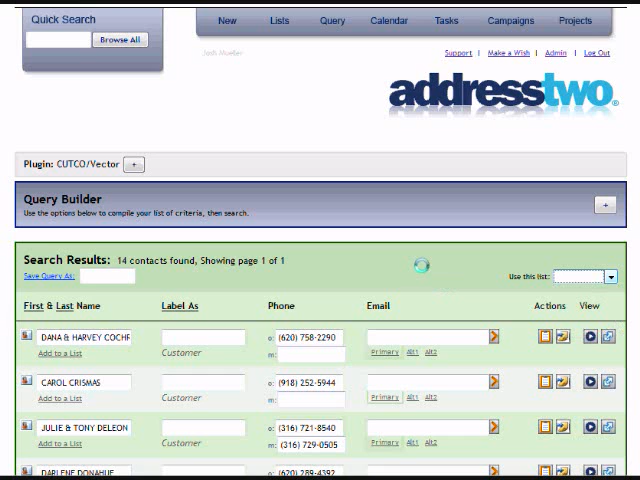 Quick Search
Browse All
New Lists Query Calendar Tasks Campaigns Projects
Josh Mueller
Support | Make a Wish | Admin | Log Out
addresstwo®
Plugin: CUTCO/Vector +
Query Builder
Use the options below to compile your list of criteria, then search.
+
Search Results: 14 contacts found, Showing page 1 of 1
Save Query As:
Use this list:
First & Last Name Label As Phone Email Actions View
DANA & HARVEY COCHR o: (620) 758-2290
m:
Add to a List Customer Primary | Alt1 | Alt2
CAROL CRISMAS o: (918) 252-5944
m:
Add to a List Customer Primary | Alt1 | Alt2
JULIE & TONY DELEON o: (316) 721-8540
m: (316) 729-0505
Add to a List Customer Primary | Alt1 | Alt2
DARLENE DONAHUE o: (620) 289-4392